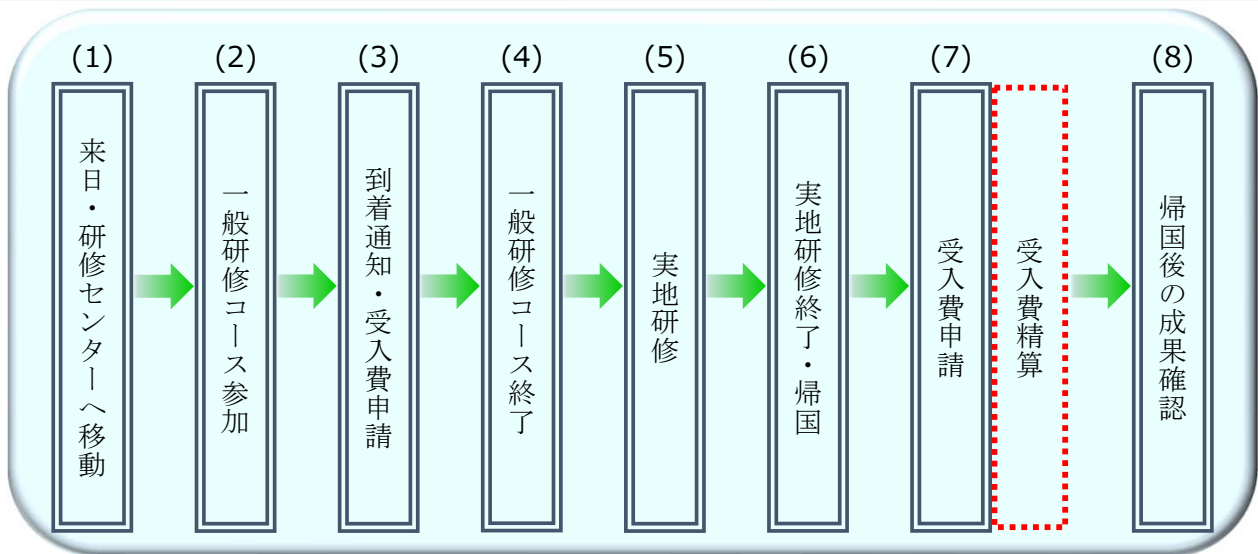 (1)
来日・研修センターへ移動
(2)
一般研修コース参加
(3)
到着通知・受入費申請
(4)
一般研修コース終了
(5)
実地研修
(6)
実地研修終了・帰国
(7)
受入費申請
受入費精算
(8)
帰国後の成果確認